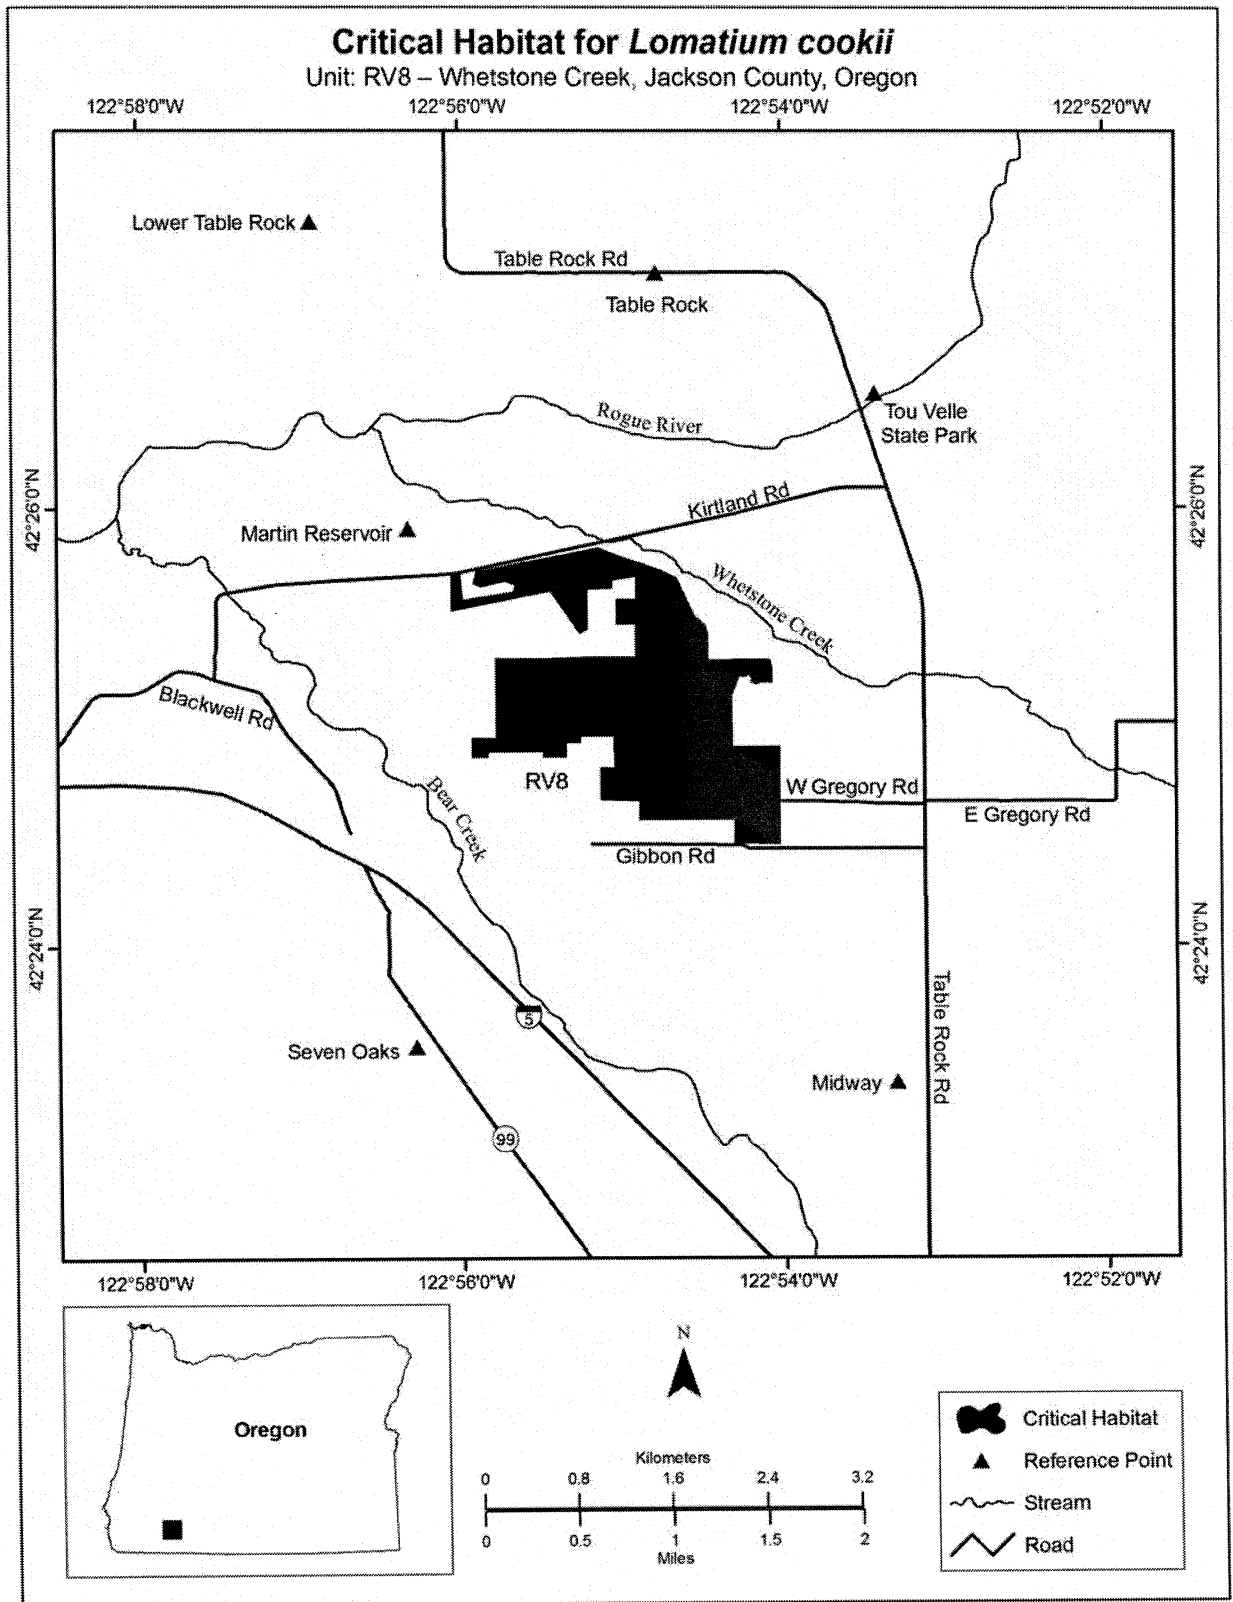 Critical Habitat for Lomatium cookii
Unit: RV8 – Whetstone Creek, Jackson County, Oregon
122°58'0"W
122°56'0"W
122°54'0"W
122°52'0"W
Lower Table Rock
Table Rock Rd
Table Rock
Tou Velle
State Park
Rogue River
42°26'0"N
42°26'0"N
Kirtland Rd
Martin Reservoir
Whetstone Creek
Blackwell Rd
RV8
Bear Creek
W Gregory Rd
E Gregory Rd
Gibbon Rd
42°24'0"N
42°24'0"N
Table Rock Rd
5
Seven Oaks
Midway
99
122°58'0"W
122°56'0"W
122°54'0"W
122°52'0"W
Oregon
N
Kilometers
0 0.8 1.6 2.4 3.2
0 0.5 1 1.5 2
Miles
Critical Habitat
Reference Point
Stream
Road